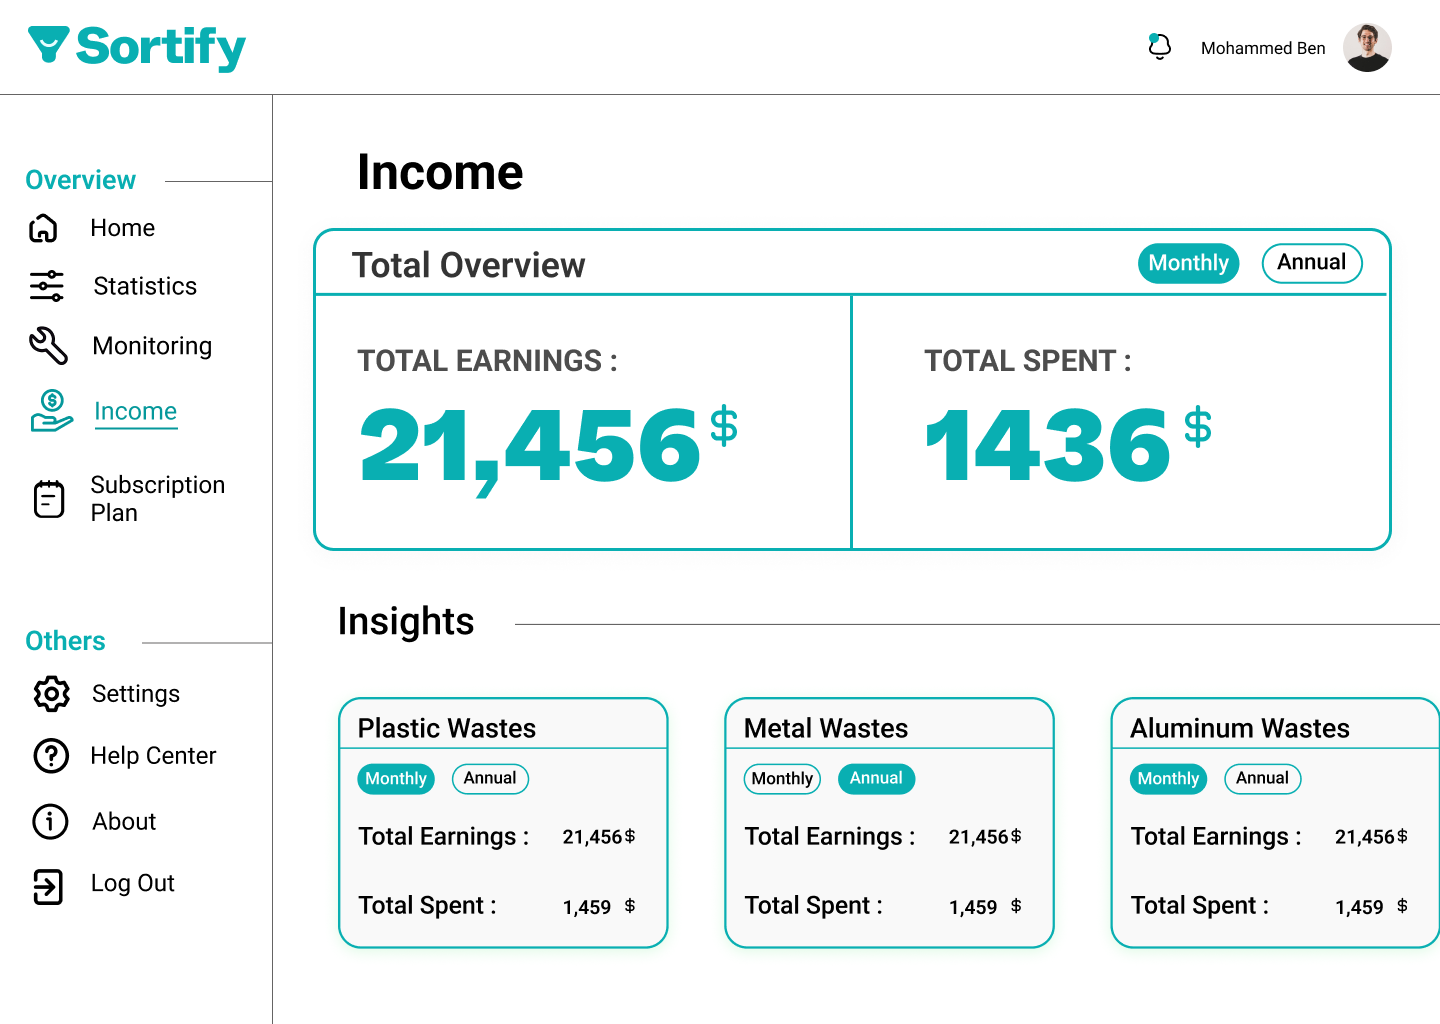 Sortify
Mohammed Ben
Overview
Home
Statistics
Monitoring
Income
Subscription
Plan
Others
Settings
Help Center
About
Log Out
Income
Total Overview
Monthly
Annual
TOTAL EARNINGS :
21,456$
TOTAL SPENT :
1436$
Insights
Plastic Wastes
Monthly
Annual
Total Earnings : 21,456$
Total Spent : 1,459 $
Metal Wastes
Monthly
Annual
Total Earnings : 21,456$
Total Spent : 1,459 $
Aluminum Wastes
Monthly
Annual
Total Earnings : 21,456$
Total Spent : 1,459 $